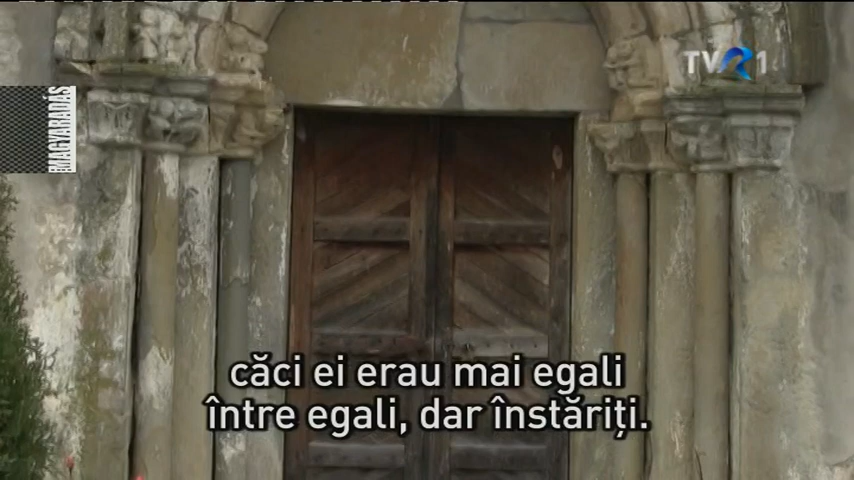 TVR1
MAGYARADÁS
căci ei erau mai egali
între egali, dar înstăriți.